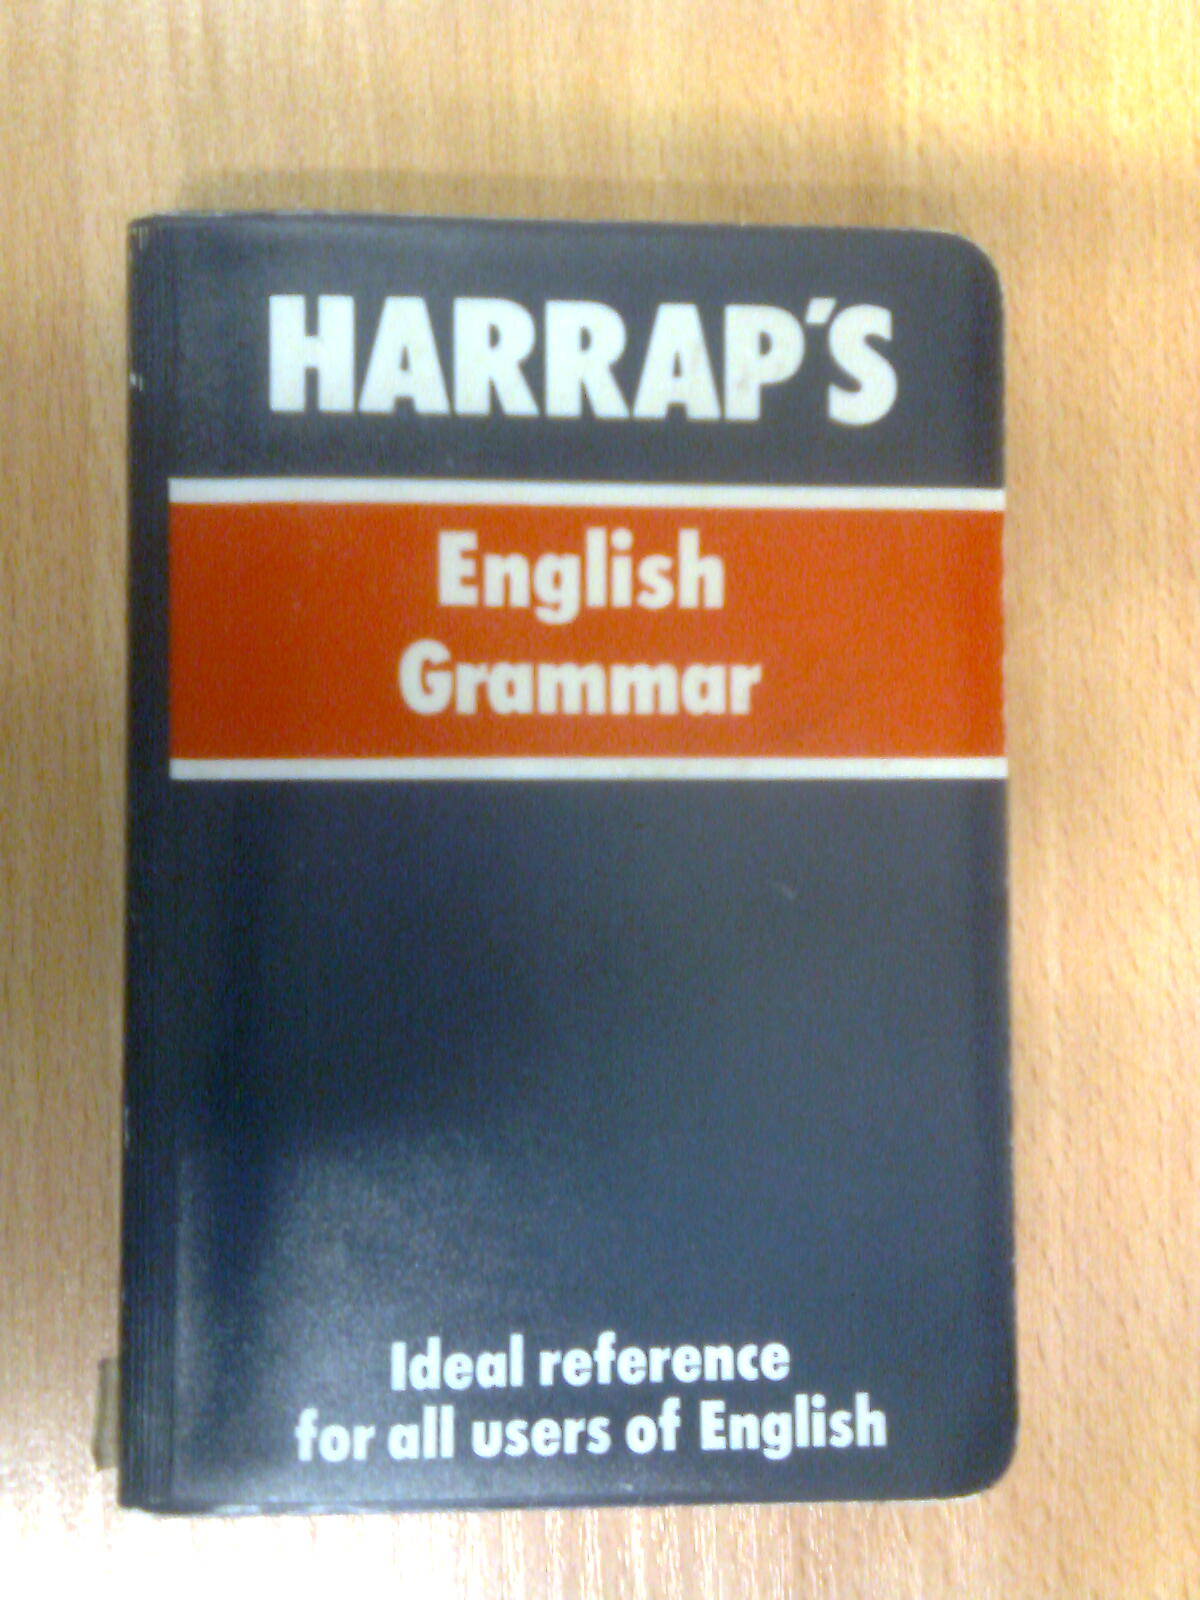 HARRAP'S
English
Grammar
Ideal reference
for all users of English